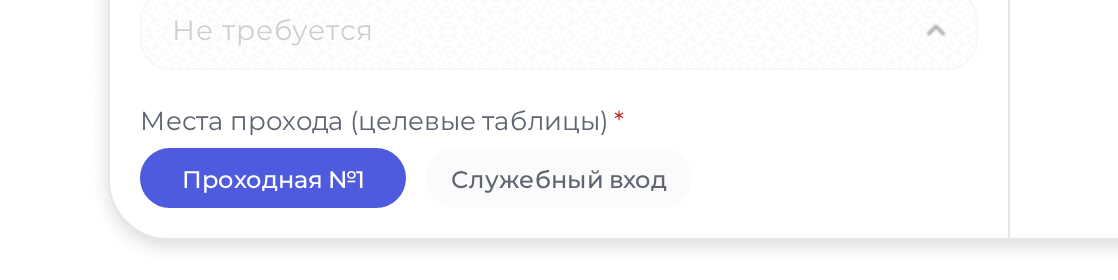 Не требуется
Места прохода (целевые таблицы) *
Проходная №1
Служебный вход